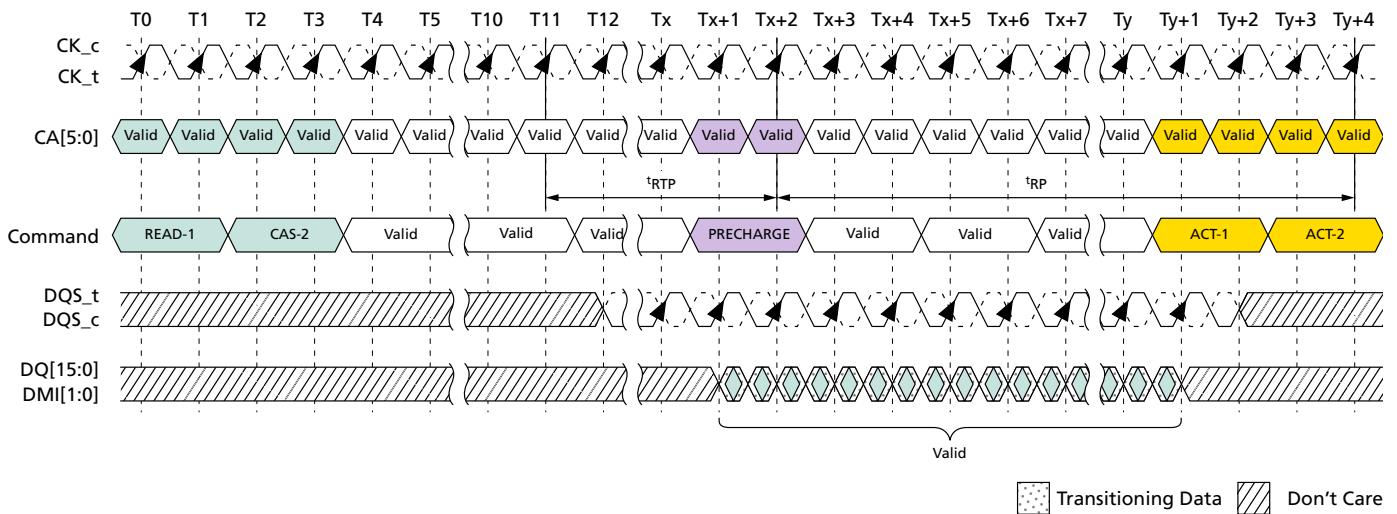 T0 T1 T2 T3 T4 T5 T10 T11 T12 Tx Tx+1 Tx+2 Tx+3 Tx+4 Tx+5 Tx+6 Tx+7 Ty Ty+1 Ty+2 Ty+3 Ty+4
CK_c
CK_t
CA[5:0] Valid Valid Valid Valid Valid Valid Valid Valid Valid Valid Valid Valid Valid Valid Valid Valid Valid Valid Valid Valid Valid Valid
tRTP tRP
Command READ-1 CAS-2 Valid Valid Valid PRECHARGE Valid Valid Valid ACT-1 ACT-2
DQS_t
DQS_c
DQ[15:0]
DMI[1:0]
Valid
Transitioning Data Don't Care